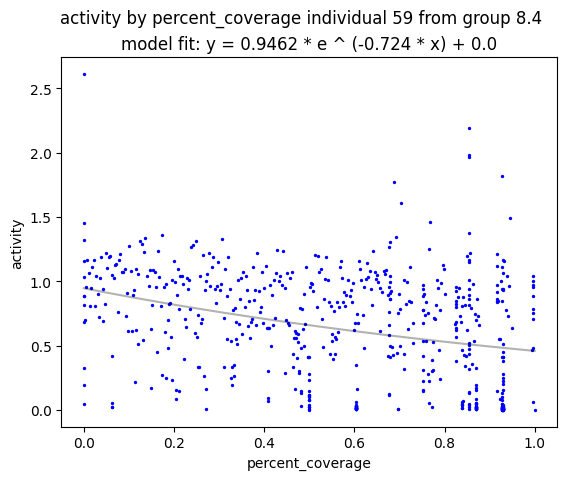 activity by percent_coverage individual 59 from group 8.4
model fit: y = 0.9462 * e ^ (-0.724 * x) + 0.0
2.5
2.0
1.5
1.0
0.5
0.0
activity
0.0 0.2 0.4 0.6 0.8 1.0
percent_coverage